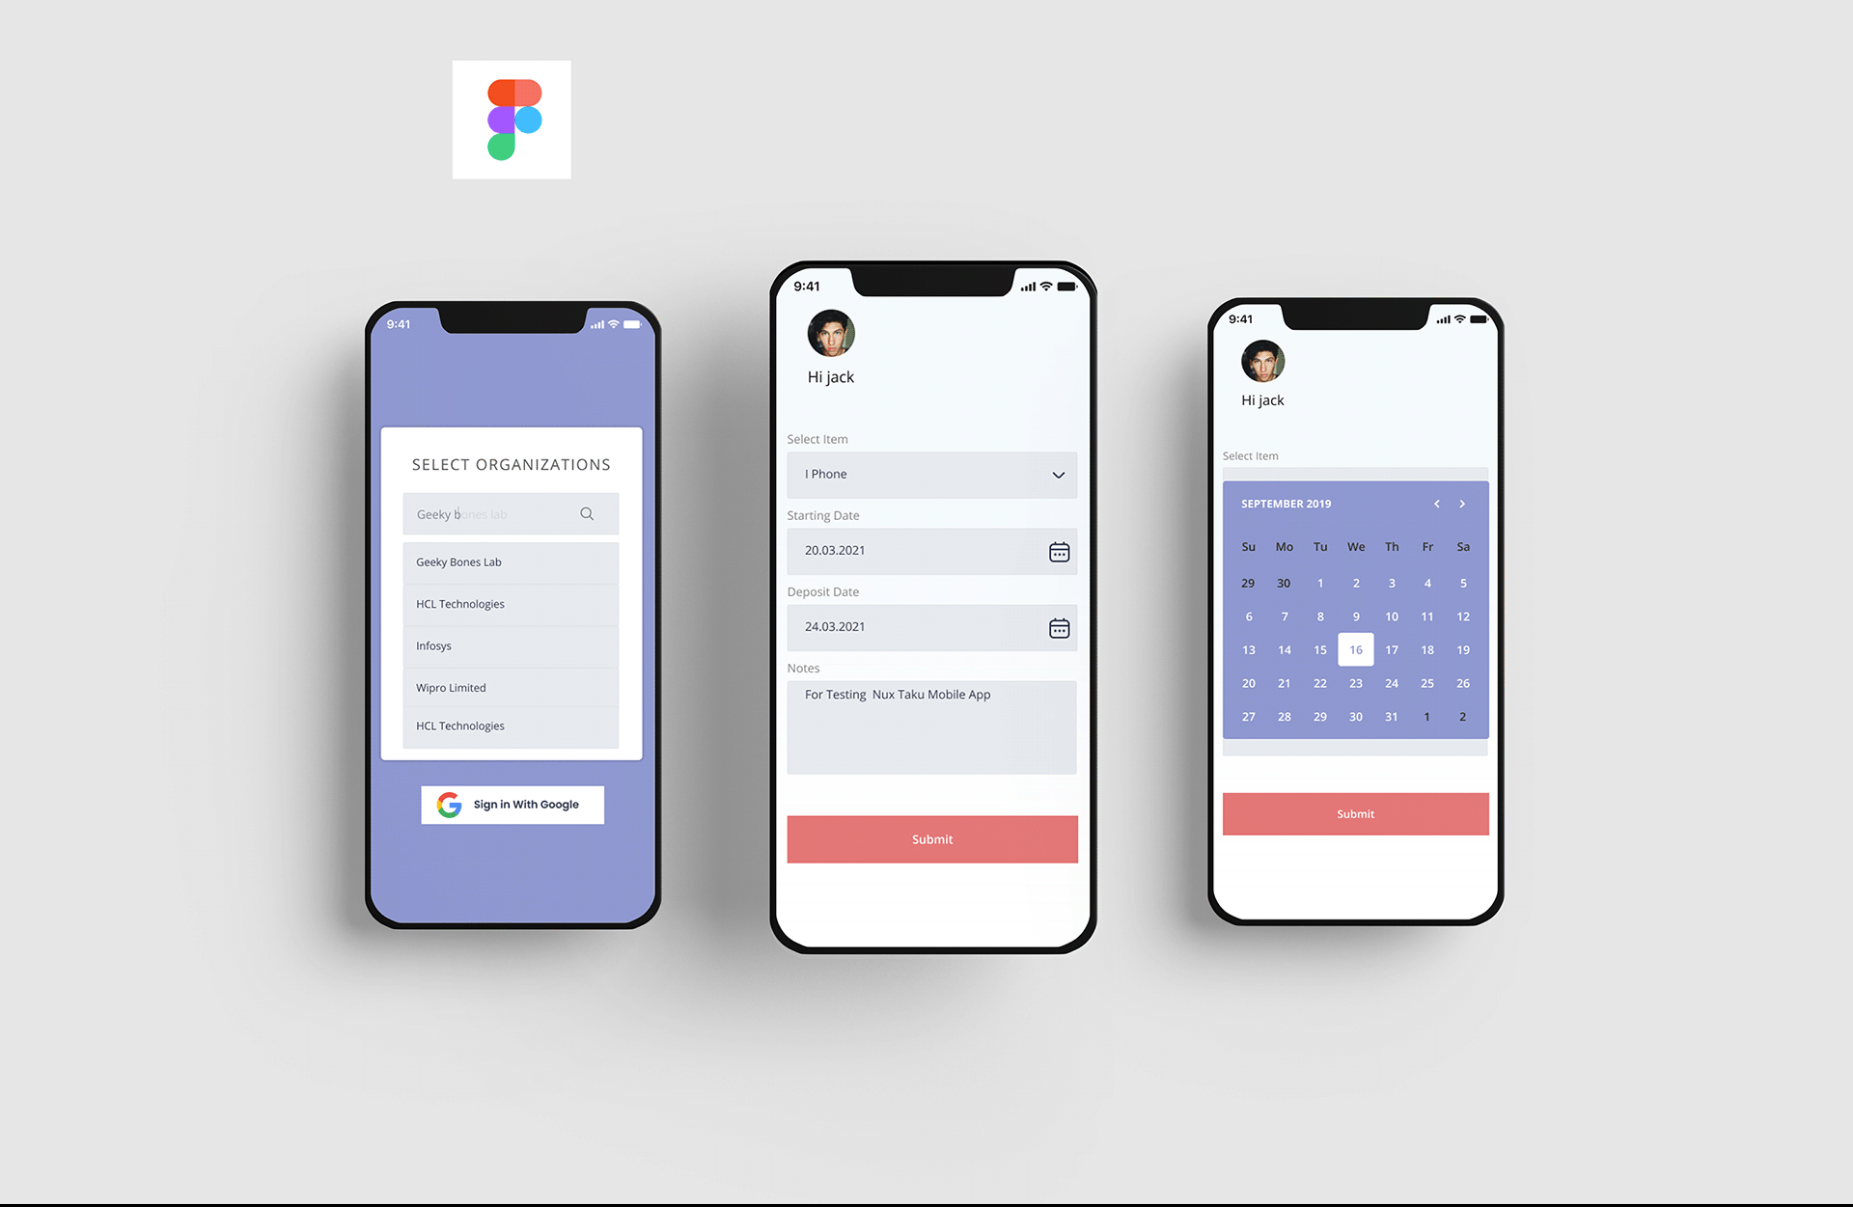 9:41
SELECT ORGANIZATIONS
Geeky bones lab
Geeky Bones Lab
HCL Technologies
Infosys
Wipro Limited
HCL Technologies
Sign in With Google
9:41
Hi jack
Select Item
I Phone
Starting Date
20.03.2021
Deposit Date
24.03.2021
Notes
For Testing  Nux Taku Mobile App
Submit
9:41
Hi jack
Select Item
SEPTEMBER 2019
Su Mo Tu We Th Fr Sa
29 30 1 2 3 4 5
6 7 8 9 10 11 12
13 14 15 16 17 18 19
20 21 22 23 24 25 26
27 28 29 30 31 1 2
Submit